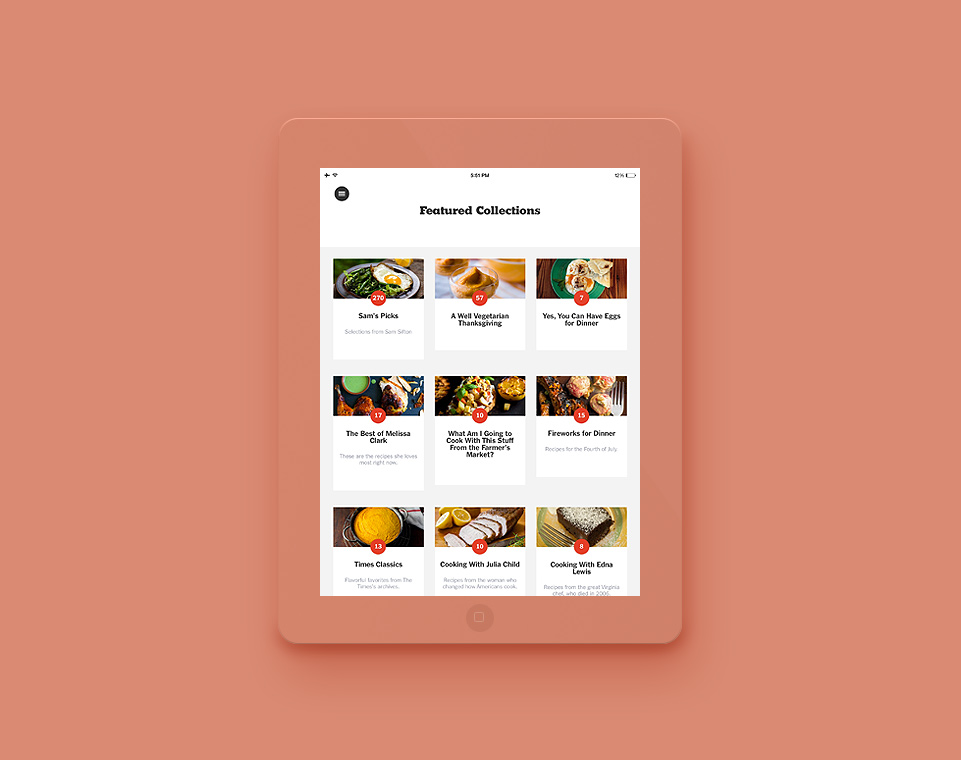 5:51 PM
12%
Featured Collections
270
57
7
Sam's Picks
A Well Vegetarian
Thanksgiving
Yes, You Can Have Eggs
for Dinner
Selections from Sam Sifton
17
10
15
The Best of Melissa
Clark
What Am I Going to
Cook With This Stuff
From the Farmer's
Market?
Fireworks for Dinner
These are the recipes she loves
most right now.
Recipes for the Fourth of July.
13
10
8
Times Classics
Cooking With Julia Child
Cooking With Edna
Lewis
Flavorful favorites from The
Times's archives.
Recipes from the woman who
changed how Americans cook.
Recipes from the great Virginia
chef, who died in 2006.